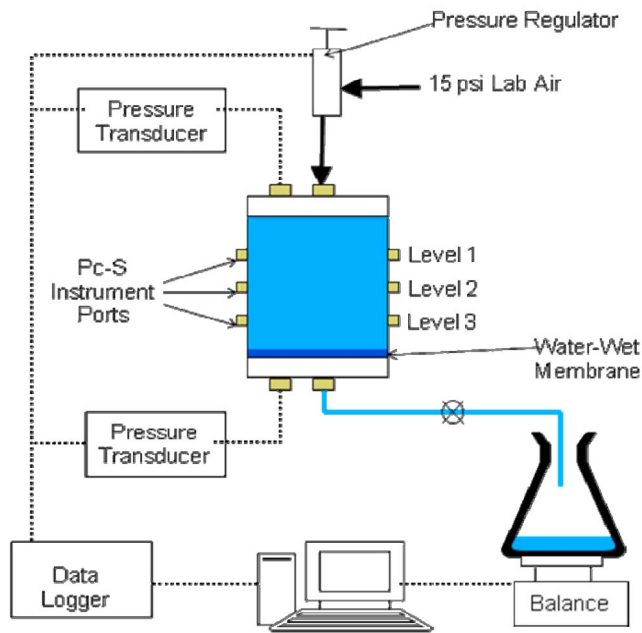 Pressure Regulator
15 psi Lab Air
Pressure
Transducer
Pc-S
Instrument
Ports
Level 1
Level 2
Level 3
Water-Wet
Membrane
Pressure
Transducer
Data
Logger
Balance